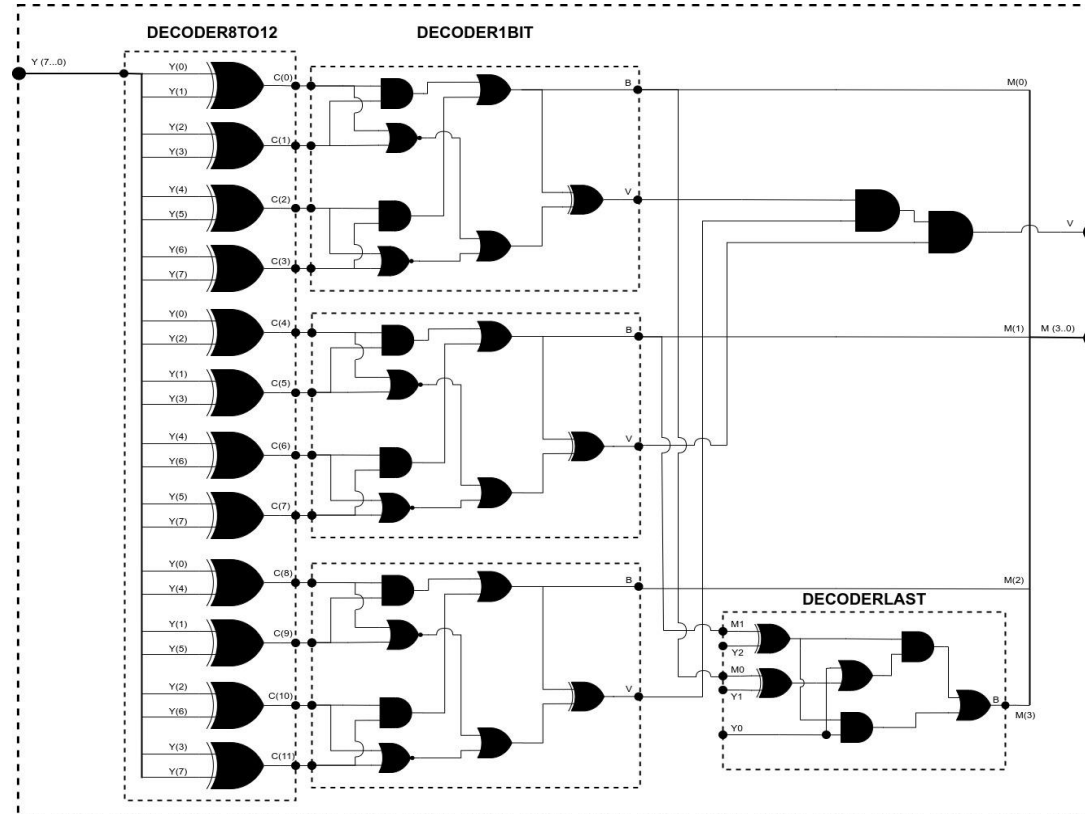 DECODER8TO12
DECODER1BIT
Y (7...0)
Y(0)
Y(1)
C(0)
Y(2)
Y(3)
C(1)
Y(4)
Y(5)
C(2)
Y(6)
Y(7)
C(3)
B
V
M(0)
V
Y(0)
Y(2)
C(4)
Y(1)
Y(3)
C(5)
Y(4)
Y(6)
C(6)
Y(5)
Y(7)
C(7)
B
V
M(1)
M (3..0)
Y(0)
Y(4)
C(8)
Y(1)
Y(5)
C(9)
Y(2)
Y(6)
C(10)
Y(3)
Y(7)
C(11)
B
V
M(2)
DECODERLAST
M1
Y2
M0
Y1
Y0
B
M(3)